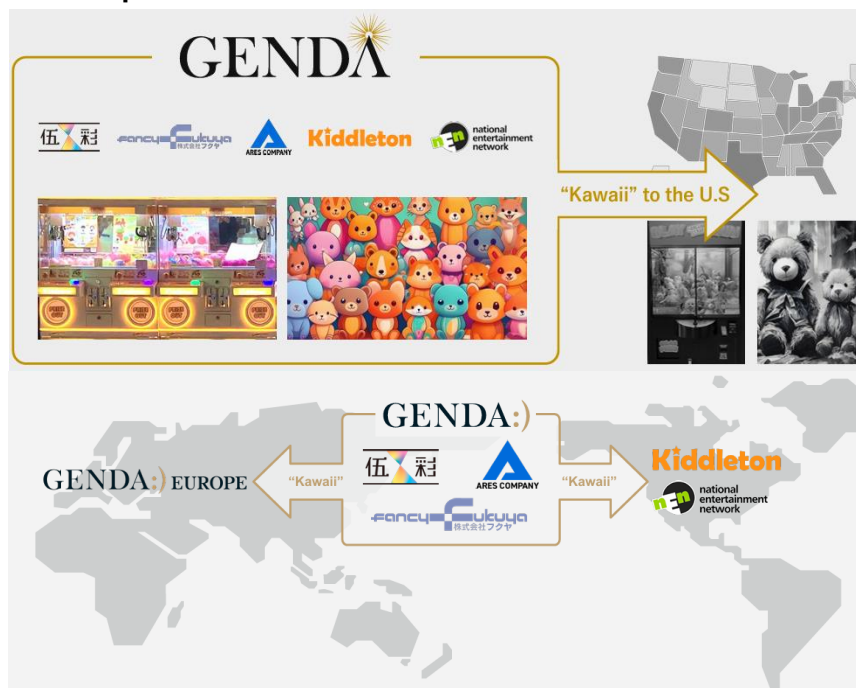 GENDA
伍彩
fancy Fukuya
株式会社フクヤ
ARES COMPANY
Kiddleton
nen
national
entertainment
network
"Kawaii" to the U.S
GENDA:)
伍彩
ARES COMPANY
fancy Fukuya
株式会社フクヤ
GENDA:) EUROPE
"Kawaii"
"Kawaii"
Kiddleton
nen
national
entertainment
network